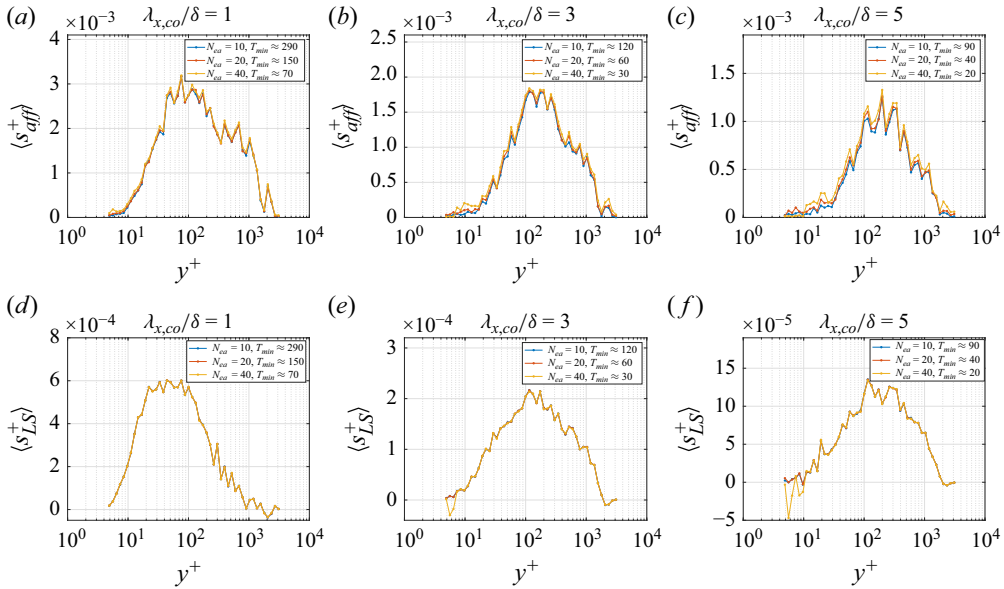 (a) λx,co/δ = 1
×10⁻³
4
3
2
1
0
⟨s⁺aff⟩
Nea = 10, Tmin ≈ 290
Nea = 20, Tmin ≈ 150
Nea = 40, Tmin ≈ 70
10⁰ 10¹ 10² 10³ 10⁴
y⁺
(b) λx,co/δ = 3
×10⁻³
2.5
2.0
1.5
1.0
0.5
0
⟨s⁺aff⟩
Nea = 10, Tmin ≈ 120
Nea = 20, Tmin ≈ 60
Nea = 40, Tmin ≈ 30
10⁰ 10¹ 10² 10³ 10⁴
y⁺
(c) λx,co/δ = 5
×10⁻³
1.5
1.0
0.5
0
⟨s⁺aff⟩
Nea = 10, Tmin ≈ 90
Nea = 20, Tmin ≈ 40
Nea = 40, Tmin ≈ 20
10⁰ 10¹ 10² 10³ 10⁴
y⁺
(d) λx,co/δ = 1
×10⁻⁴
8
6
4
2
0
⟨s⁺LS⟩
Nea = 10, Tmin ≈ 290
Nea = 20, Tmin ≈ 150
Nea = 40, Tmin ≈ 70
10⁰ 10¹ 10² 10³ 10⁴
y⁺
(e) λx,co/δ = 3
×10⁻⁴
3
2
1
0
⟨s⁺LS⟩
Nea = 10, Tmin ≈ 120
Nea = 20, Tmin ≈ 60
Nea = 40, Tmin ≈ 30
10⁰ 10¹ 10² 10³ 10⁴
y⁺
(f) λx,co/δ = 5
×10⁻⁵
15
10
5
0
−5
⟨s⁺LS⟩
Nea = 10, Tmin ≈ 90
Nea = 20, Tmin ≈ 40
Nea = 40, Tmin ≈ 20
10⁰ 10¹ 10² 10³ 10⁴
y⁺